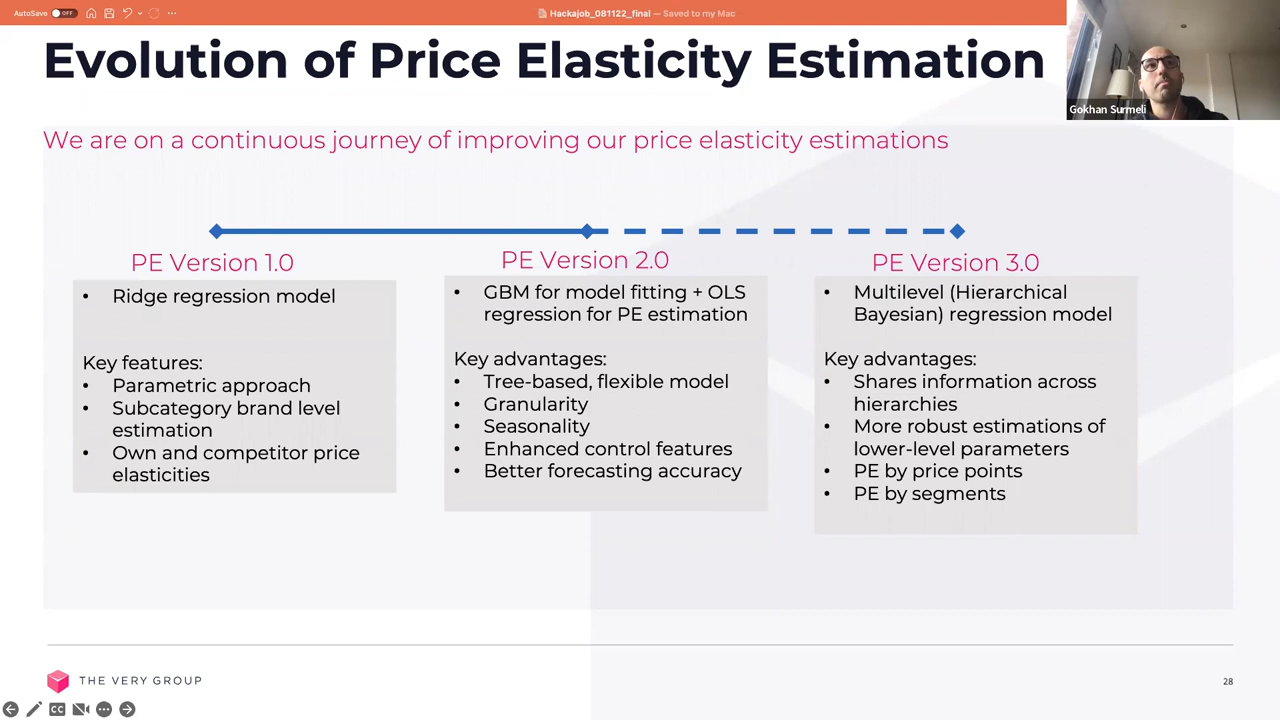 AutoSave OFF
Hackajob_081122_final — Saved to my Mac
Evolution of Price Elasticity Estimation
Gokhan Surmeli
We are on a continuous journey of improving our price elasticity estimations
PE Version 1.0
• Ridge regression model
Key features:
• Parametric approach
• Subcategory brand level
estimation
• Own and competitor price
elasticities
PE Version 2.0
• GBM for model fitting + OLS
regression for PE estimation
Key advantages:
• Tree-based, flexible model
• Granularity
• Seasonality
• Enhanced control features
• Better forecasting accuracy
PE Version 3.0
• Multilevel (Hierarchical
Bayesian) regression model
Key advantages:
• Shares information across
hierarchies
• More robust estimations of
lower-level parameters
• PE by price points
• PE by segments
THE VERY GROUP
28
CC